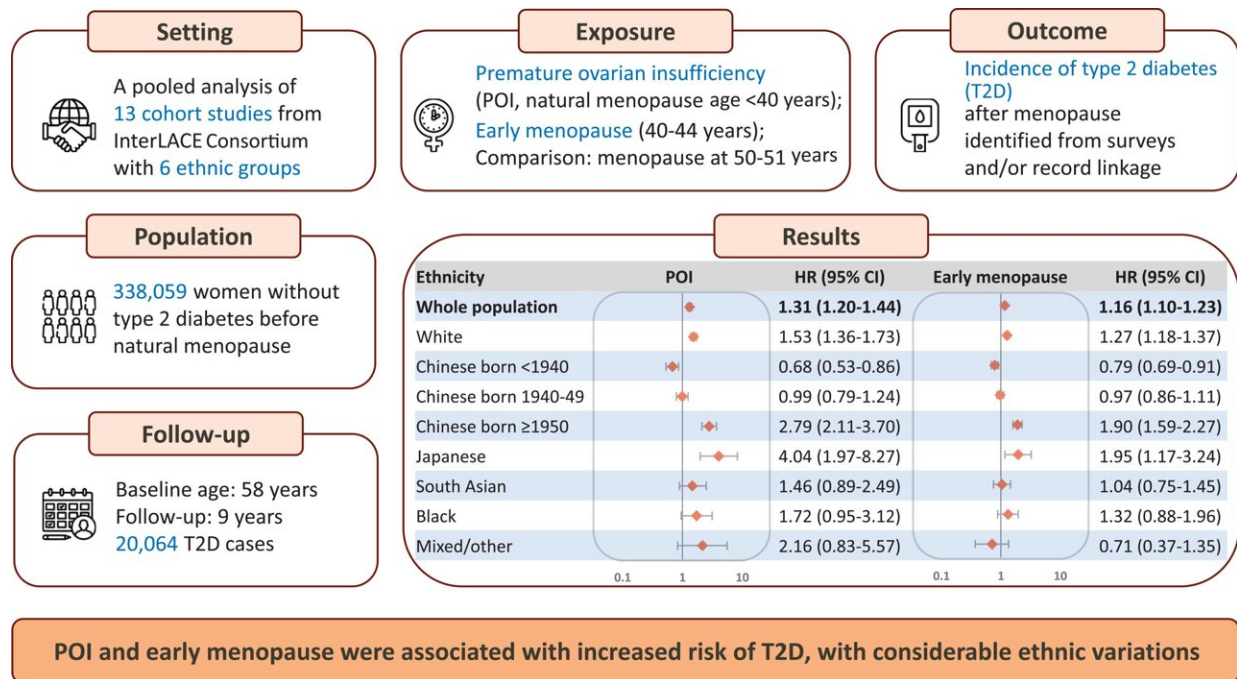 Setting
A pooled analysis of
13 cohort studies from
InterLACE Consortium
with 6 ethnic groups
Exposure
Premature ovarian insufficiency
(POI, natural menopause age <40 years);
Early menopause (40-44 years);
Comparison: menopause at 50-51 years
Outcome
Incidence of type 2 diabetes
(T2D)
after menopause
identified from surveys
and/or record linkage
Population
338,059 women without
type 2 diabetes before
natural menopause
Follow-up
Baseline age: 58 years
Follow-up: 9 years
20,064 T2D cases
Results
Ethnicity POI HR (95% CI) Early menopause HR (95% CI)
Whole population 1.31 (1.20-1.44) 1.16 (1.10-1.23)
White 1.53 (1.36-1.73) 1.27 (1.18-1.37)
Chinese born <1940 0.68 (0.53-0.86) 0.79 (0.69-0.91)
Chinese born 1940-49 0.99 (0.79-1.24) 0.97 (0.86-1.11)
Chinese born ≥1950 2.79 (2.11-3.70) 1.90 (1.59-2.27)
Japanese 4.04 (1.97-8.27) 1.95 (1.17-3.24)
South Asian 1.46 (0.89-2.49) 1.04 (0.75-1.45)
Black 1.72 (0.95-3.12) 1.32 (0.88-1.96)
Mixed/other 2.16 (0.83-5.57) 0.71 (0.37-1.35)
0.1 1 10 0.1 1 10
POI and early menopause were associated with increased risk of T2D, with considerable ethnic variations